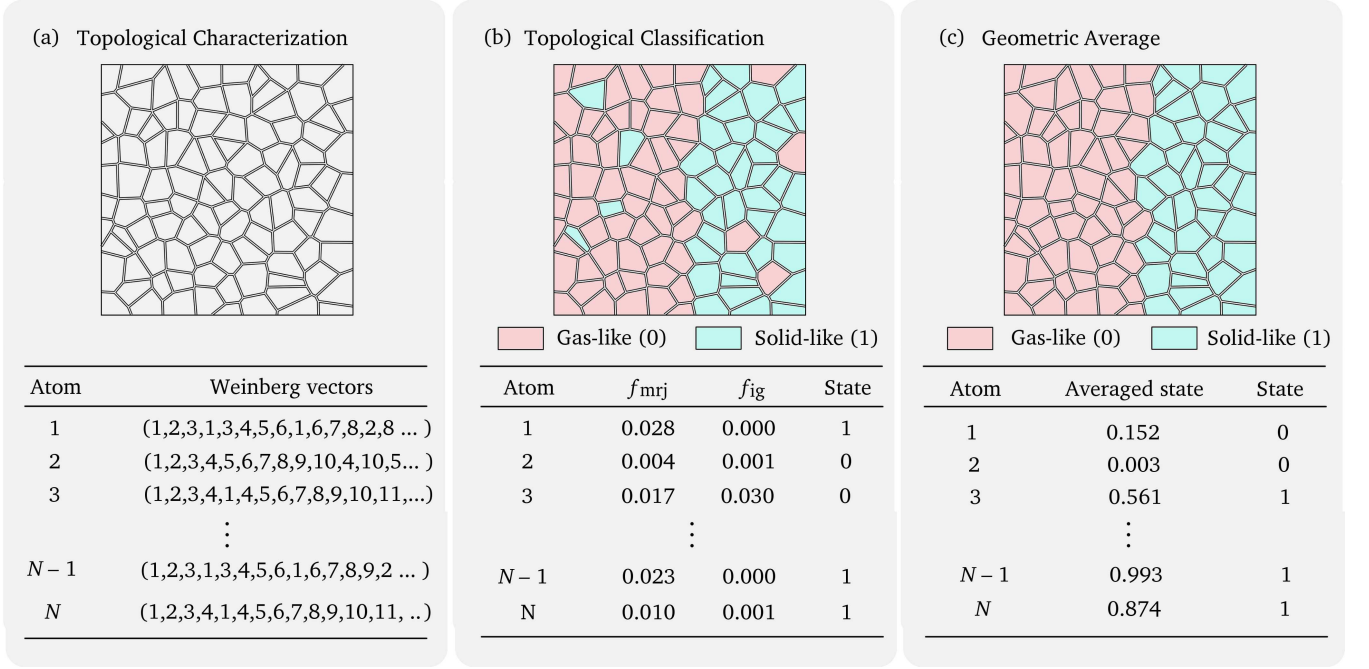 (a) Topological Characterization
Atom Weinberg vectors
1 (1,2,3,1,3,4,5,6,1,6,7,8,2,8 ... )
2 (1,2,3,4,5,6,7,8,9,10,4,10,5... )
3 (1,2,3,4,1,4,5,6,7,8,9,10,11,...)
⋮
N – 1 (1,2,3,1,3,4,5,6,1,6,7,8,9,2 ... )
N (1,2,3,4,1,4,5,6,7,8,9,10,11, ..)
(b) Topological Classification
Gas-like (0) Solid-like (1)
Atom fmrj fig State
1 0.028 0.000 1
2 0.004 0.001 0
3 0.017 0.030 0
⋮
N – 1 0.023 0.000 1
N 0.010 0.001 1
(c) Geometric Average
Gas-like (0) Solid-like (1)
Atom Averaged state State
1 0.152 0
2 0.003 0
3 0.561 1
⋮
N – 1 0.993 1
N 0.874 1